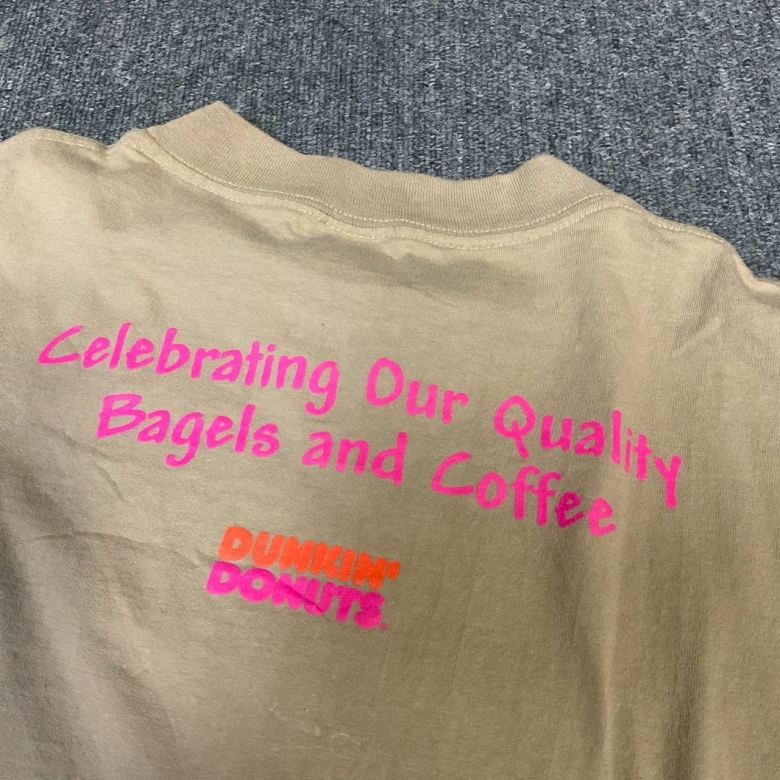 Celebrating Our Quality
Bagels and Coffee
DUNKIN'
DONUTS